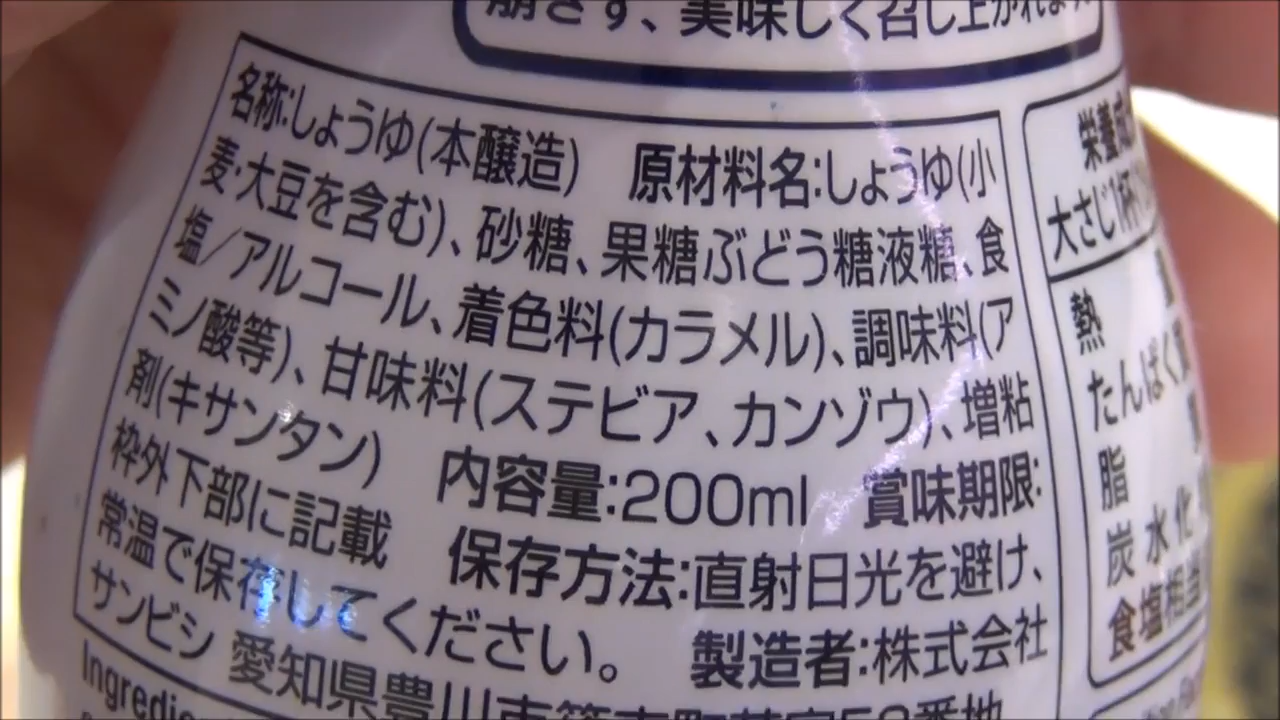 崩さず、美味しく召し上がれます
名称:しょうゆ(本醸造) 原材料名:しょうゆ(小
麦・大豆を含む)、砂糖、果糖ぶどう糖液糖、食
塩/アルコール、着色料(カラメル)、調味料(ア
ミノ酸等)、甘味料(ステビア、カンゾウ)、増粘
剤(キサンタン) 内容量:200ml 賞味期限:
枠外下部に記載 保存方法:直射日光を避け、
常温で保存してください。 製造者:株式会社
サンビシ 愛知県豊川市
番地
Ingredie
栄養成
大さじ1杯
熱
たんぱく質
脂
炭水化
食塩相当